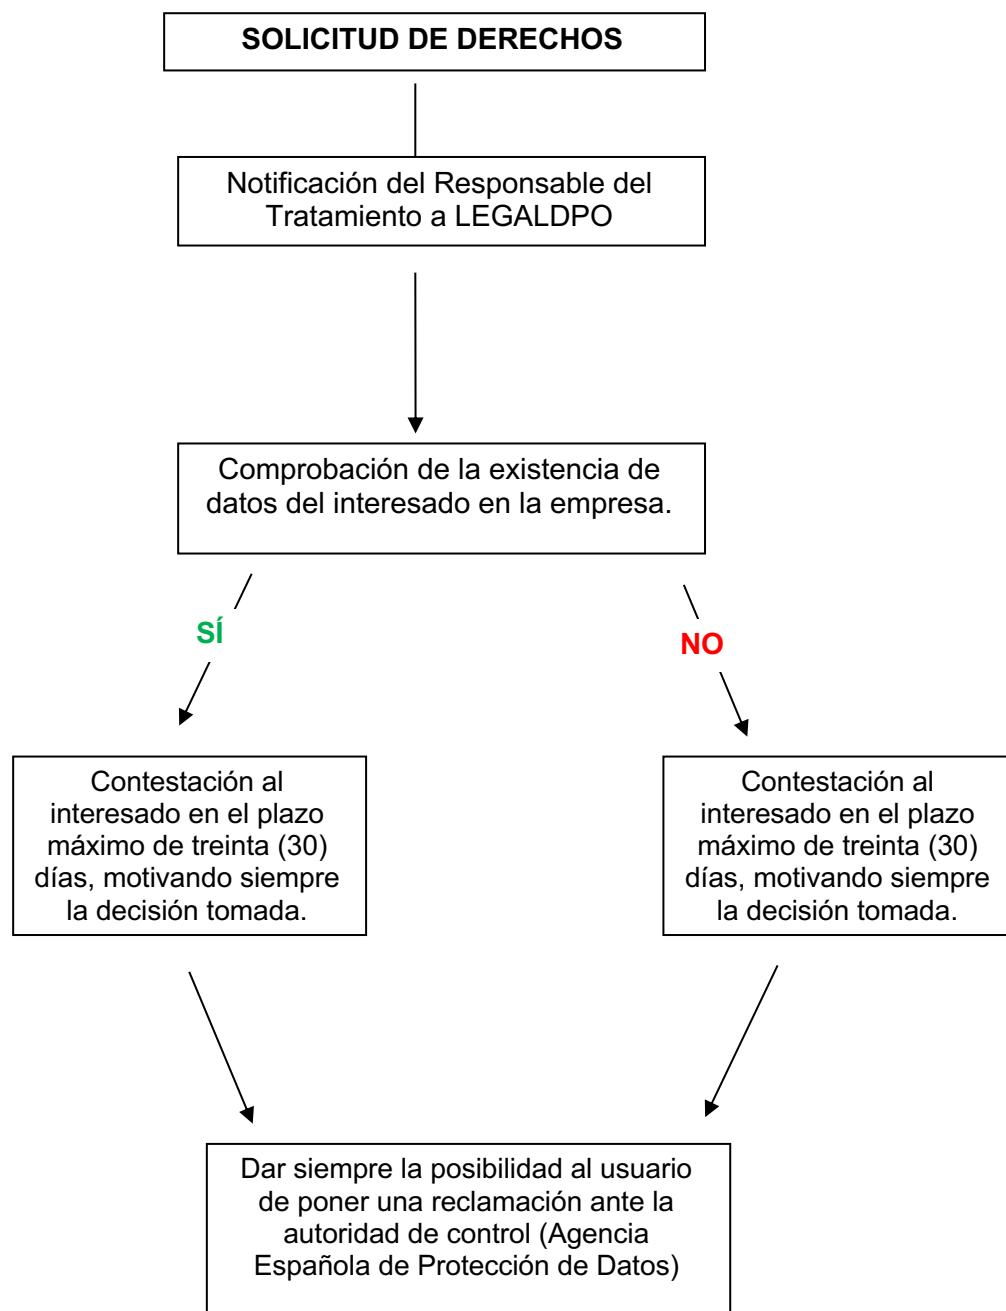 SOLICITUD DE DERECHOS
Notificación del Responsable del
Tratamiento a LEGALDPO
Comprobación de la existencia de
datos del interesado en la empresa.
SÍ
NO
Contestación al
interesado en el plazo
máximo de treinta (30)
días, motivando siempre
la decisión tomada.
Contestación al
interesado en el plazo
máximo de treinta (30)
días, motivando siempre
la decisión tomada.
Dar siempre la posibilidad al usuario
de poner una reclamación ante la
autoridad de control (Agencia
Española de Protección de Datos)